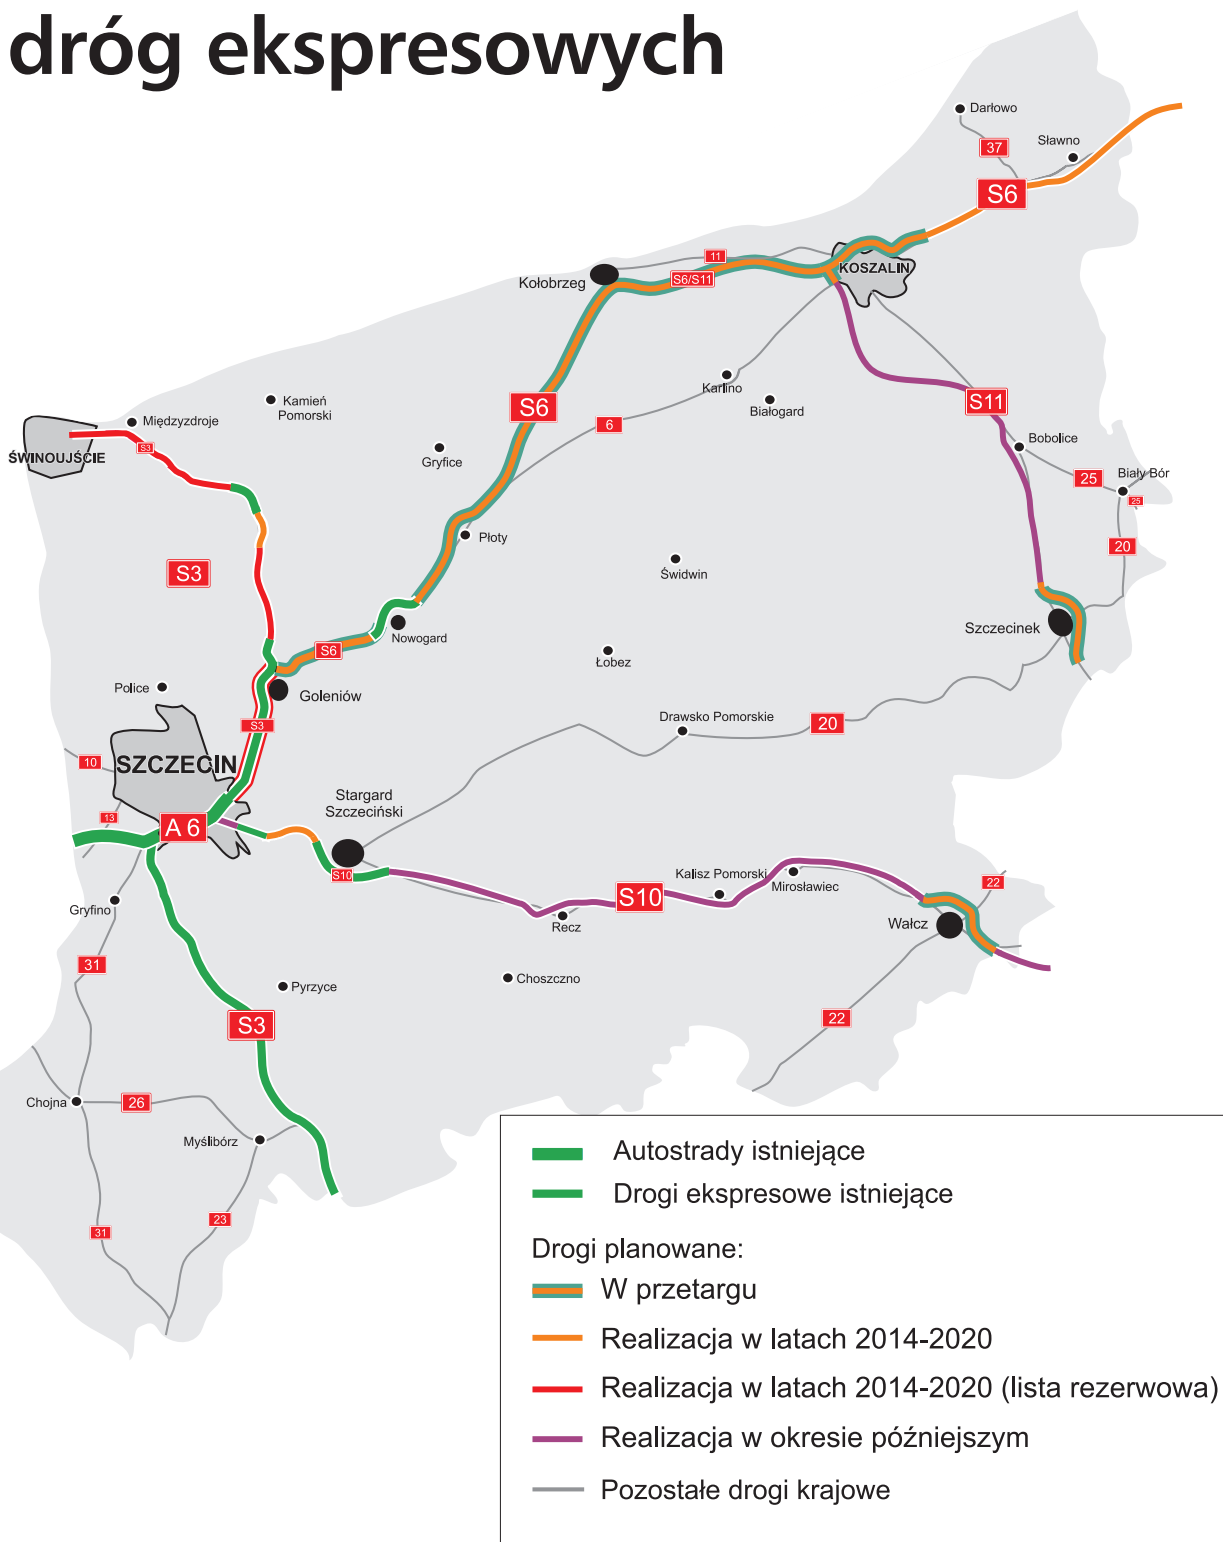 dróg ekspresowych
Darłowo
37
Sławno
S6
11
KOSZALIN
Kołobrzeg
S6/S11
Karlino
Białogard
S11
S6
6
Kamień
Pomorski
Międzyzdroje
S3
ŚWINOUJŚCIE
Gryfice
Bobolice
25
Biały Bór
25
20
Płoty
S3
Świdwin
Szczecinek
Nowogard
S6
Łobez
Police
Goleniów
S3
Drawsko Pomorskie
20
10
SZCZECIN
Stargard
Szczeciński
13
A 6
S10
Kalisz Pomorski
Mirosławiec
22
S10
Gryfino
Recz
Wałcz
31
Choszczno
Pyrzyce
22
S3
Chojna
26
Myślibórz
31
23
Autostrady istniejące
Drogi ekspresowe istniejące
Drogi planowane:
W przetargu
Realizacja w latach 2014-2020
Realizacja w latach 2014-2020 (lista rezerwowa)
Realizacja w okresie późniejszym
Pozostałe drogi krajowe